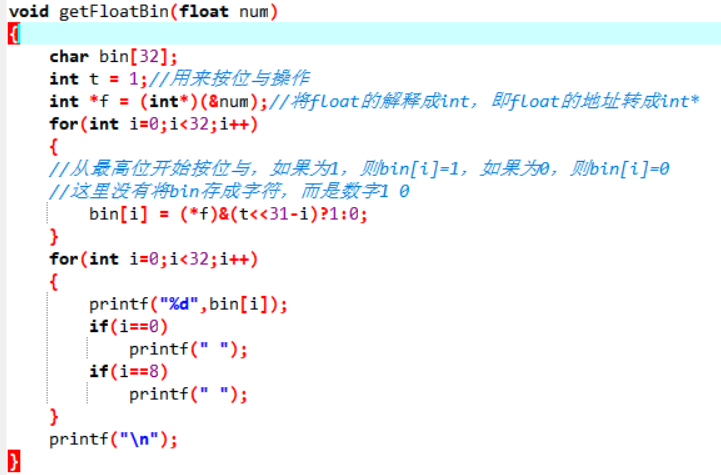 void getFloatBin(float num)
{
    char bin[32];
    int t = 1;//用来按位与操作
    int *f = (int*)(&num);//将float的解释成int，即float的地址转成int*
    for(int i=0;i<32;i++)
    {
    //从最高位开始按位与，如果为1，则bin[i]=1，如果为0，则bin[i]=0
    //这里没有将bin存成字符，而是数字1 0
        bin[i] = (*f)&(t<<31-i)?1:0;
    }
    for(int i=0;i<32;i++)
    {
        printf("%d",bin[i]);
        if(i==0)
            printf(" ");
        if(i==8)
            printf(" ");
    }
    printf("\n");
}